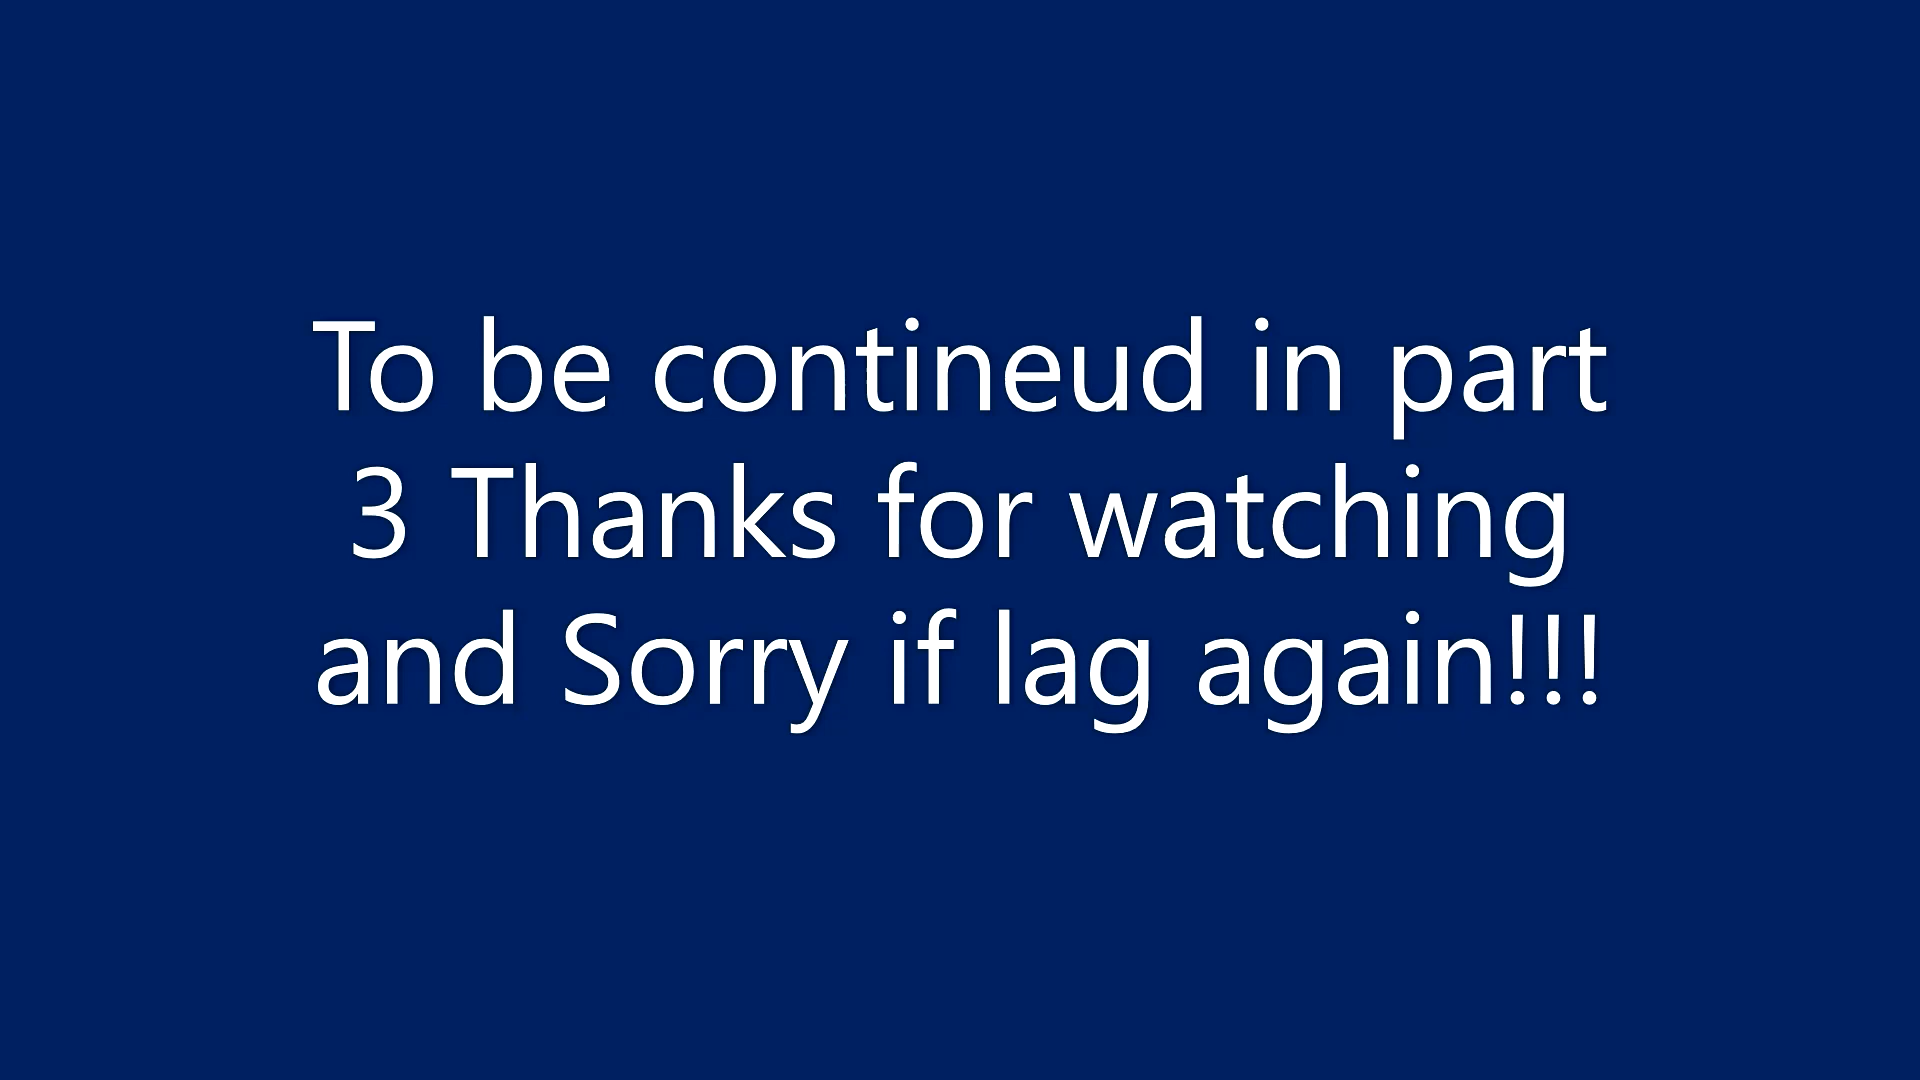 To be contineud in part
3 Thanks for watching
and Sorry if lag again!!!